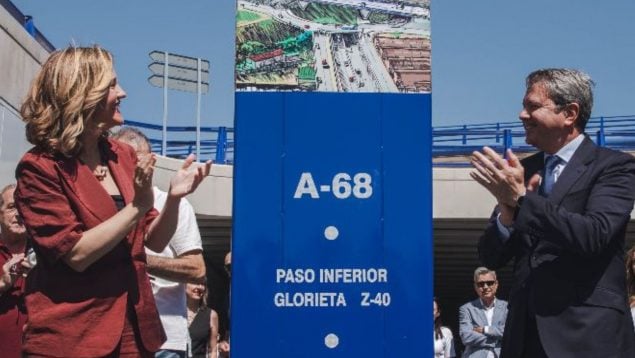 A-68
PASO INFERIOR
GLORIETA Z-40